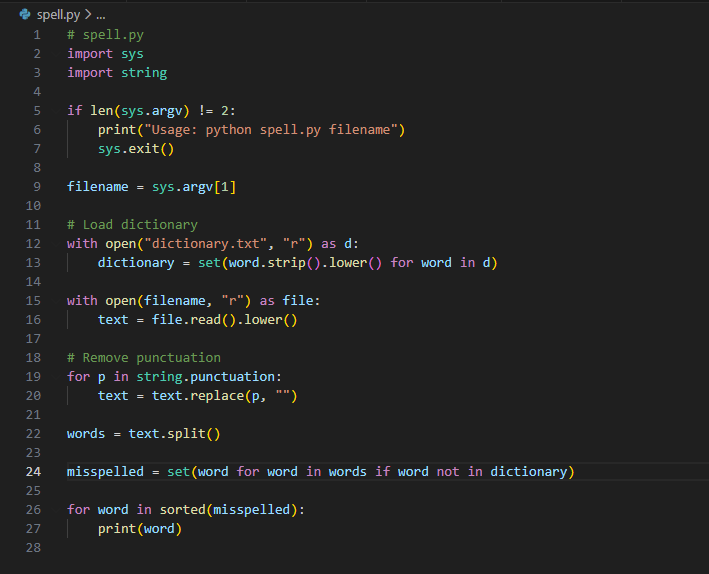 spell.py > ...
1 # spell.py
2 import sys
3 import string
4
5 if len(sys.argv) != 2:
6     print("Usage: python spell.py filename")
7     sys.exit()
8
9 filename = sys.argv[1]
10
11 # Load dictionary
12 with open("dictionary.txt", "r") as d:
13     dictionary = set(word.strip().lower() for word in d)
14
15 with open(filename, "r") as file:
16     text = file.read().lower()
17
18 # Remove punctuation
19 for p in string.punctuation:
20     text = text.replace(p, "")
21
22 words = text.split()
23
24 misspelled = set(word for word in words if word not in dictionary)
25
26 for word in sorted(misspelled):
27     print(word)
28